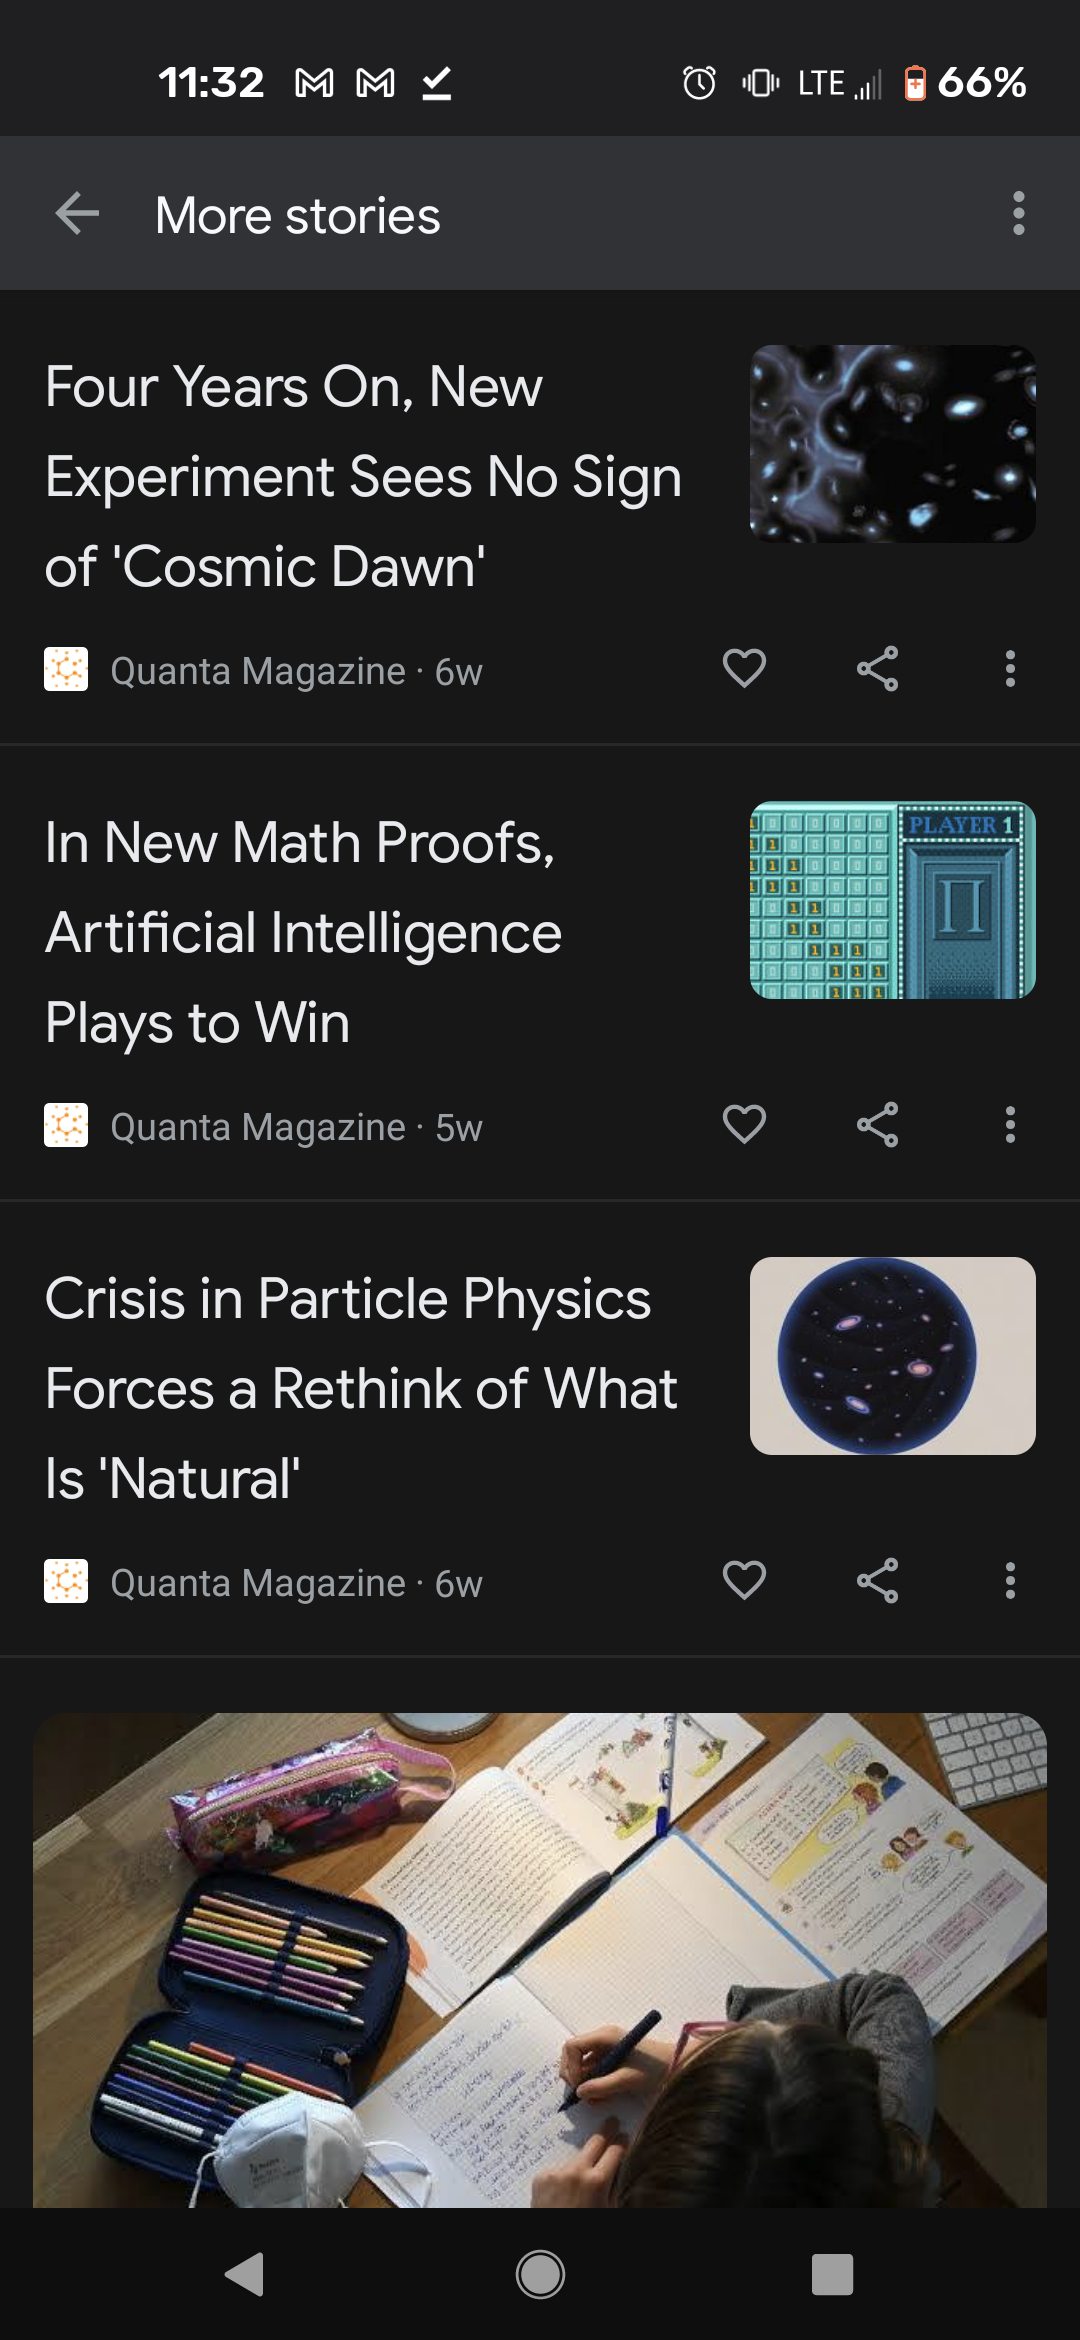 11:32 LTE 66%
More stories
Four Years On, New
Experiment Sees No Sign
of 'Cosmic Dawn'
Quanta Magazine · 6w
In New Math Proofs,
Artificial Intelligence
Plays to Win
PLAYER 1
Π
Quanta Magazine · 5w
Crisis in Particle Physics
Forces a Rethink of What
Is 'Natural'
Quanta Magazine · 6w